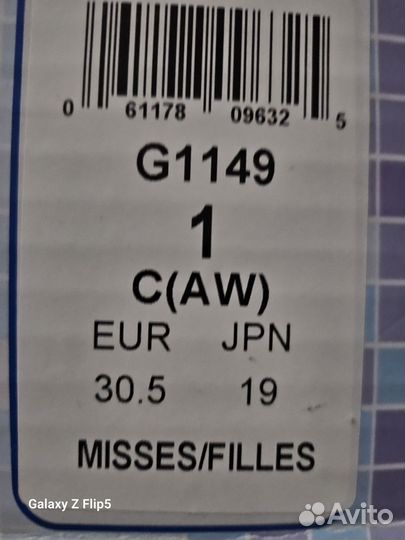 0 61178 09632 5
G1149
1
C(AW)
EUR JPN
30.5 19
MISSES/FILLES
Galaxy Z Flip5
Avito